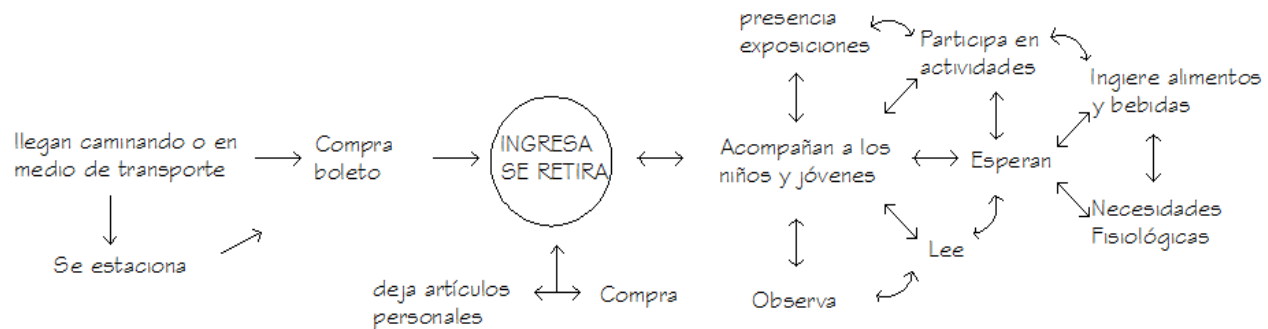 llegan caminando o en
medio de transporte
Se estaciona
Compra
boleto
INGRESA
SE RETIRA
deja artículos
personales
Compra
Acompañan a los
niños y jóvenes
presencia
exposiciones
Participa en
actividades
Ingiere alimentos
y bebidas
Esperan
Necesidades
Fisiológicas
Lee
Observa